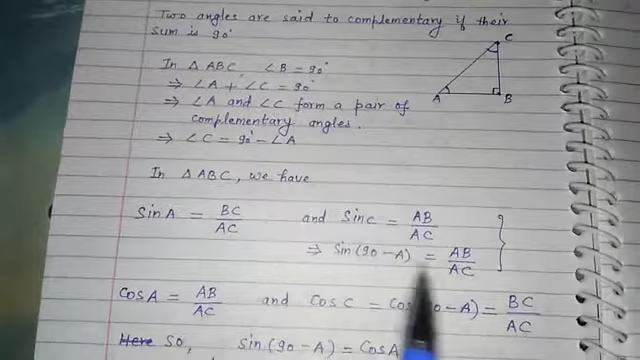 Two angles are said to complementary if their
sum is 90°
In △ABC ∠B = 90°
⇒ ∠A + ∠C = 90°
⇒ ∠A and ∠C form a pair of
complementary angles.
⇒ ∠C = 90° - ∠A
C
A
B
In △ABC, we have
Sin A = BC/AC and Sin C = AB/AC
⇒ Sin(90 - A) = AB/AC
Cos A = AB/AC and Cos C = Cos(0 - A) = BC/AC
Here So, Sin(90 - A) = Cos A